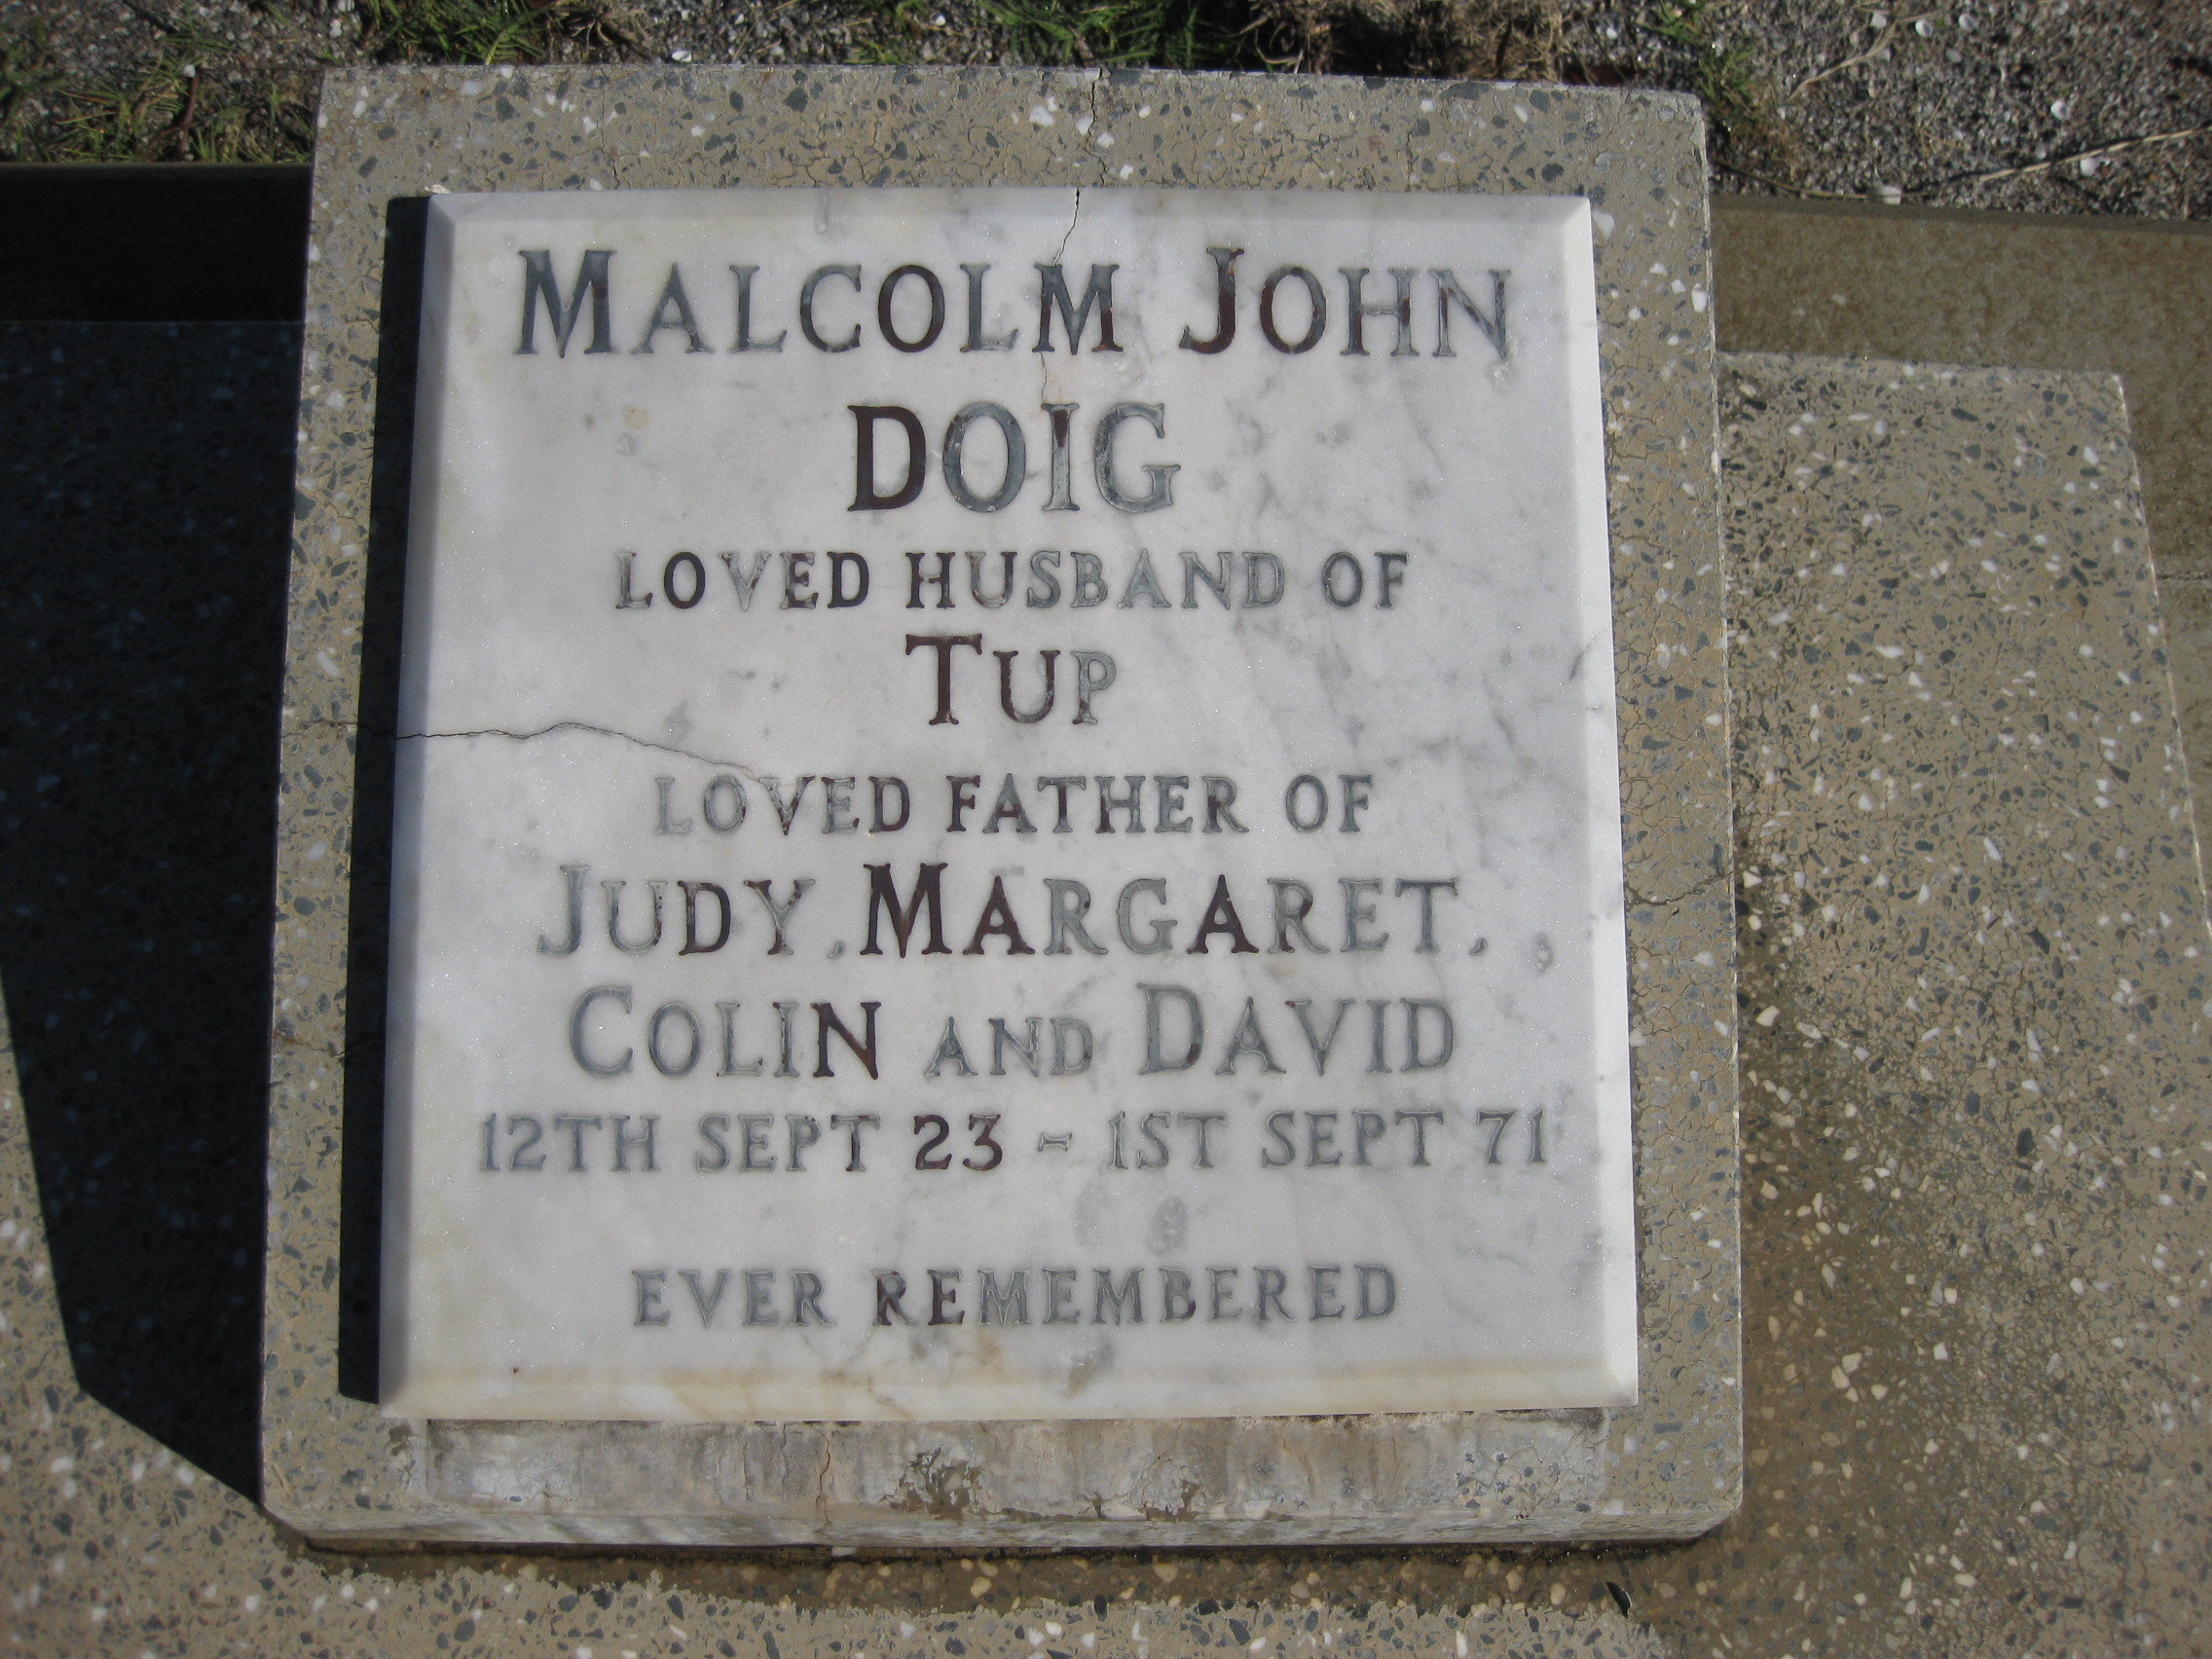 MALCOLM JOHN
DOIG
LOVED HUSBAND OF
TUP
LOVED FATHER OF
JUDY, MARGARET,
COLIN AND DAVID
12TH SEPT 23 - 1ST SEPT 71
EVER REMEMBERED